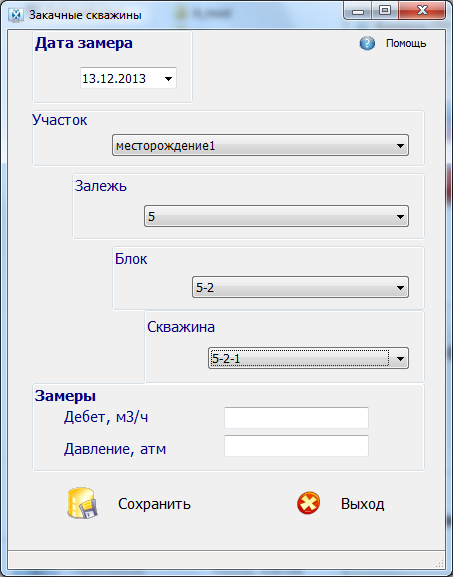 Закачные скважины
Дата замера
Помощь
13.12.2013
Участок
месторождение1
Залежь
5
Блок
5-2
Скважина
5-2-1
Замеры
Дебет, м3/ч
Давление, атм
Сохранить
Выход